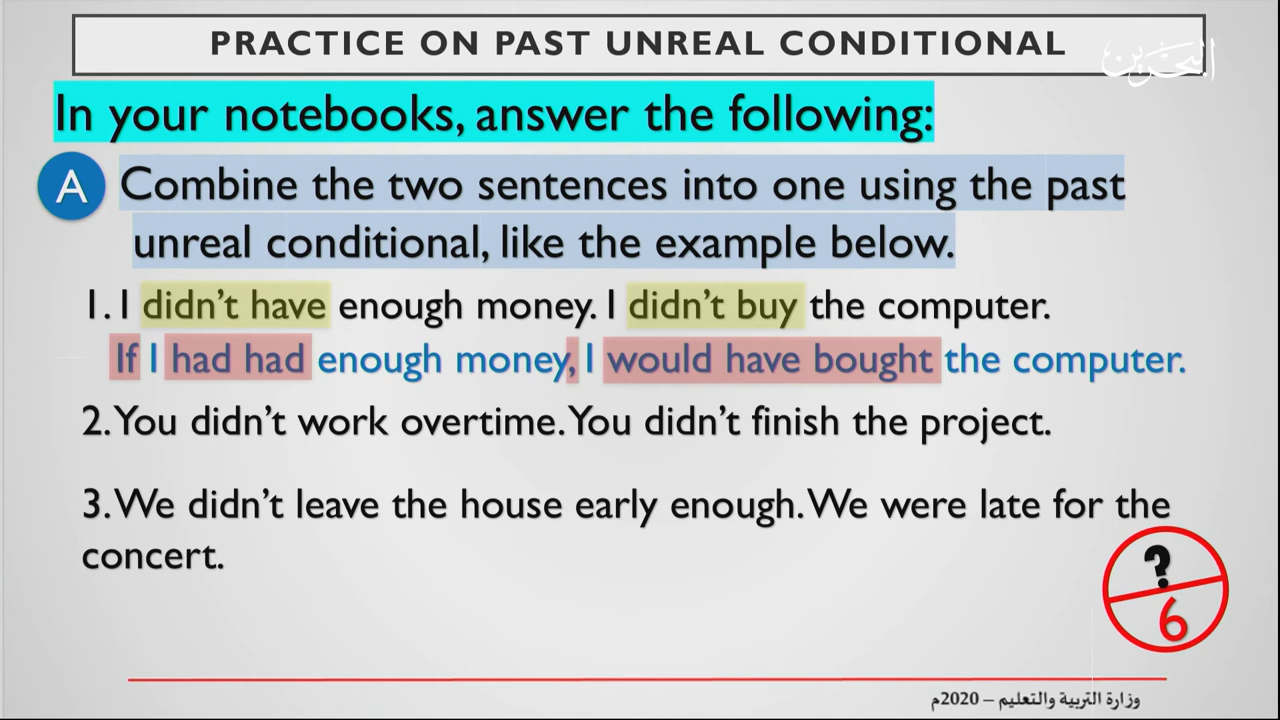 PRACTICE ON PAST UNREAL CONDITIONAL
البحرين
In your notebooks, answer the following:
A Combine the two sentences into one using the past
unreal conditional, like the example below.
1. I didn't have enough money. I didn't buy the computer.
If I had had enough money, I would have bought the computer.
2. You didn't work overtime. You didn't finish the project.
3. We didn't leave the house early enough. We were late for the
concert.
?
6
وزارة التربية والتعليم – 2020م